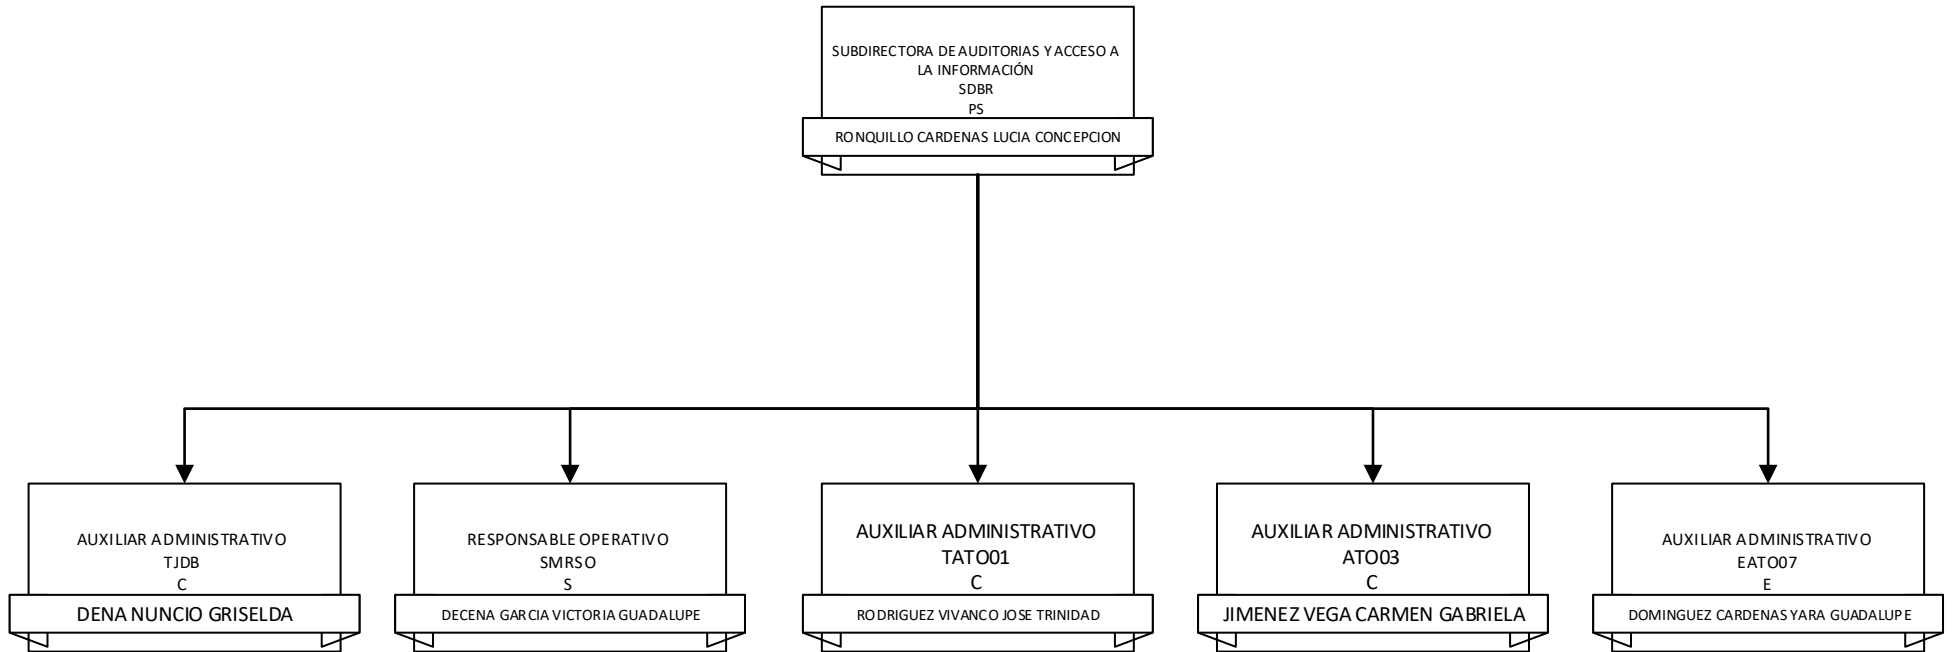 SUBDIRECTORA DE AUDITORIAS Y ACCESO A
LA INFORMACIÓN
SDBR
PS
RONQUILLO CARDENAS LUCIA CONCEPCION
AUXILIAR ADMINISTRATIVO
TJDB
C
DENA NUNCIO GRISELDA
RESPONSABLE OPERATIVO
SMRSO
S
DECENA GARCIA VICTORIA GUADALUPE
AUXILIAR ADMINISTRATIVO
TATO01
C
RODRIGUEZ VIVANCO JOSE TRINIDAD
AUXILIAR ADMINISTRATIVO
ATO03
C
JIMENEZ VEGA CARMEN GABRIELA
AUXILIAR ADMINISTRATIVO
EATO07
E
DOMINGUEZ CARDENAS YARA GUADALUPE